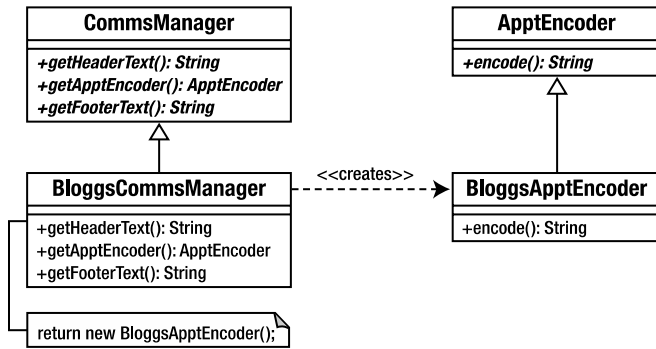 CommsManager
+getHeaderText(): String
+getApptEncoder(): ApptEncoder
+getFooterText(): String
ApptEncoder
+encode(): String
BloggsCommsManager
+getHeaderText(): String
+getApptEncoder(): ApptEncoder
+getFooterText(): String
<<creates>>
BloggsApptEncoder
+encode(): String
return new BloggsApptEncoder();